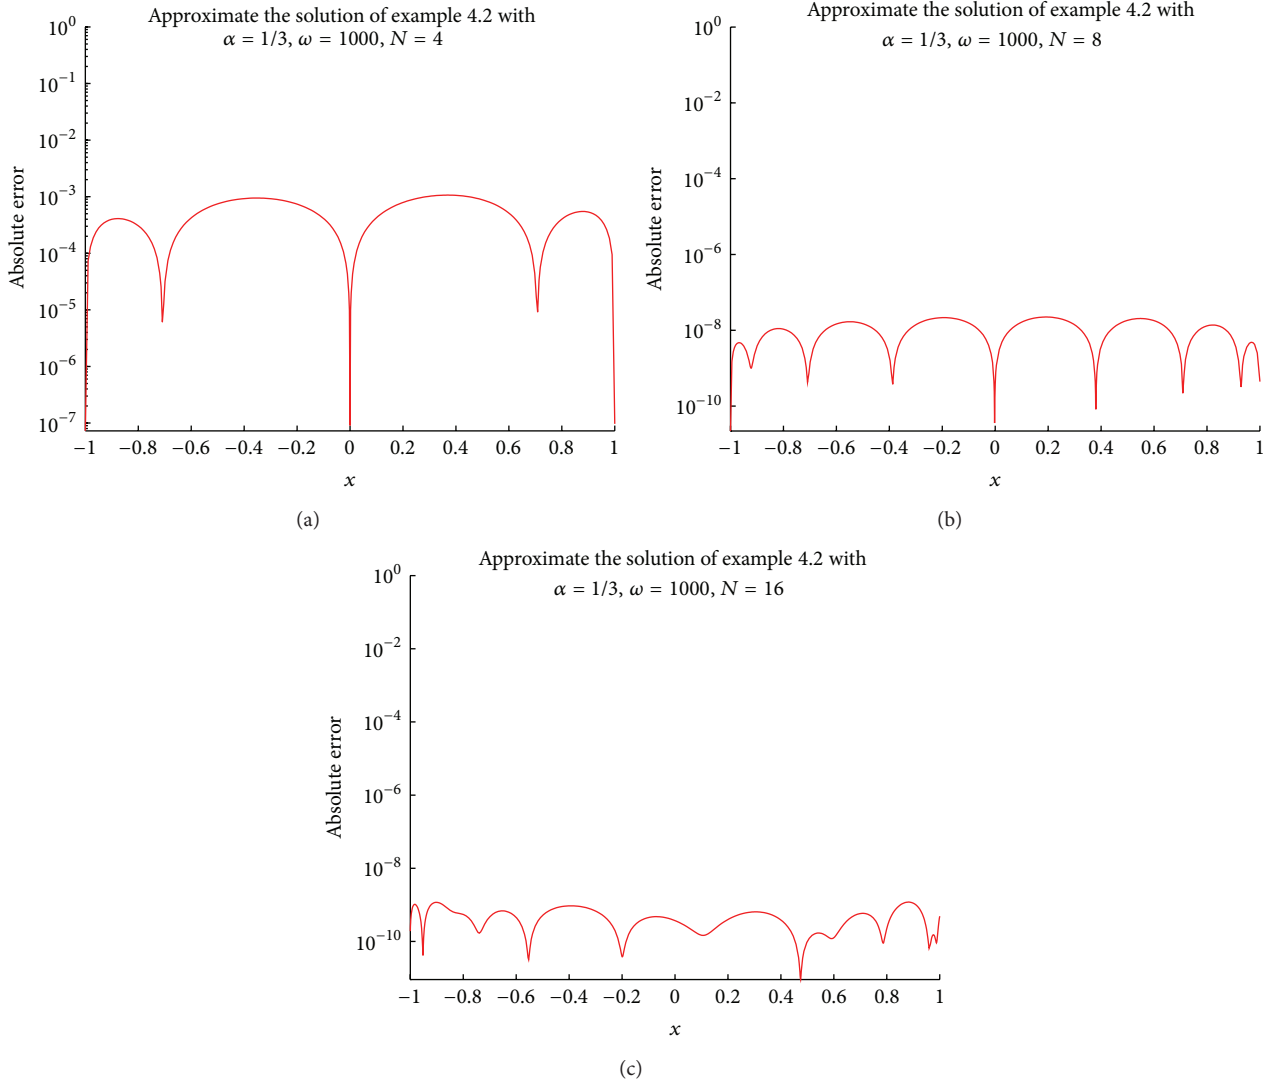 Approximate the solution of example 4.2 with
α = 1/3, ω = 1000, N = 4
10^0
10^−1
10^−2
10^−3
10^−4
10^−5
10^−6
10^−7
Absolute error
−1 −0.8 −0.6 −0.4 −0.2 0 0.2 0.4 0.6 0.8 1
x
(a)
Approximate the solution of example 4.2 with
α = 1/3, ω = 1000, N = 8
10^0
10^−2
10^−4
10^−6
10^−8
10^−10
Absolute error
−1 −0.8 −0.6 −0.4 −0.2 0 0.2 0.4 0.6 0.8 1
x
(b)
Approximate the solution of example 4.2 with
α = 1/3, ω = 1000, N = 16
10^0
10^−2
10^−4
10^−6
10^−8
10^−10
Absolute error
−1 −0.8 −0.6 −0.4 −0.2 0 0.2 0.4 0.6 0.8 1
x
(c)